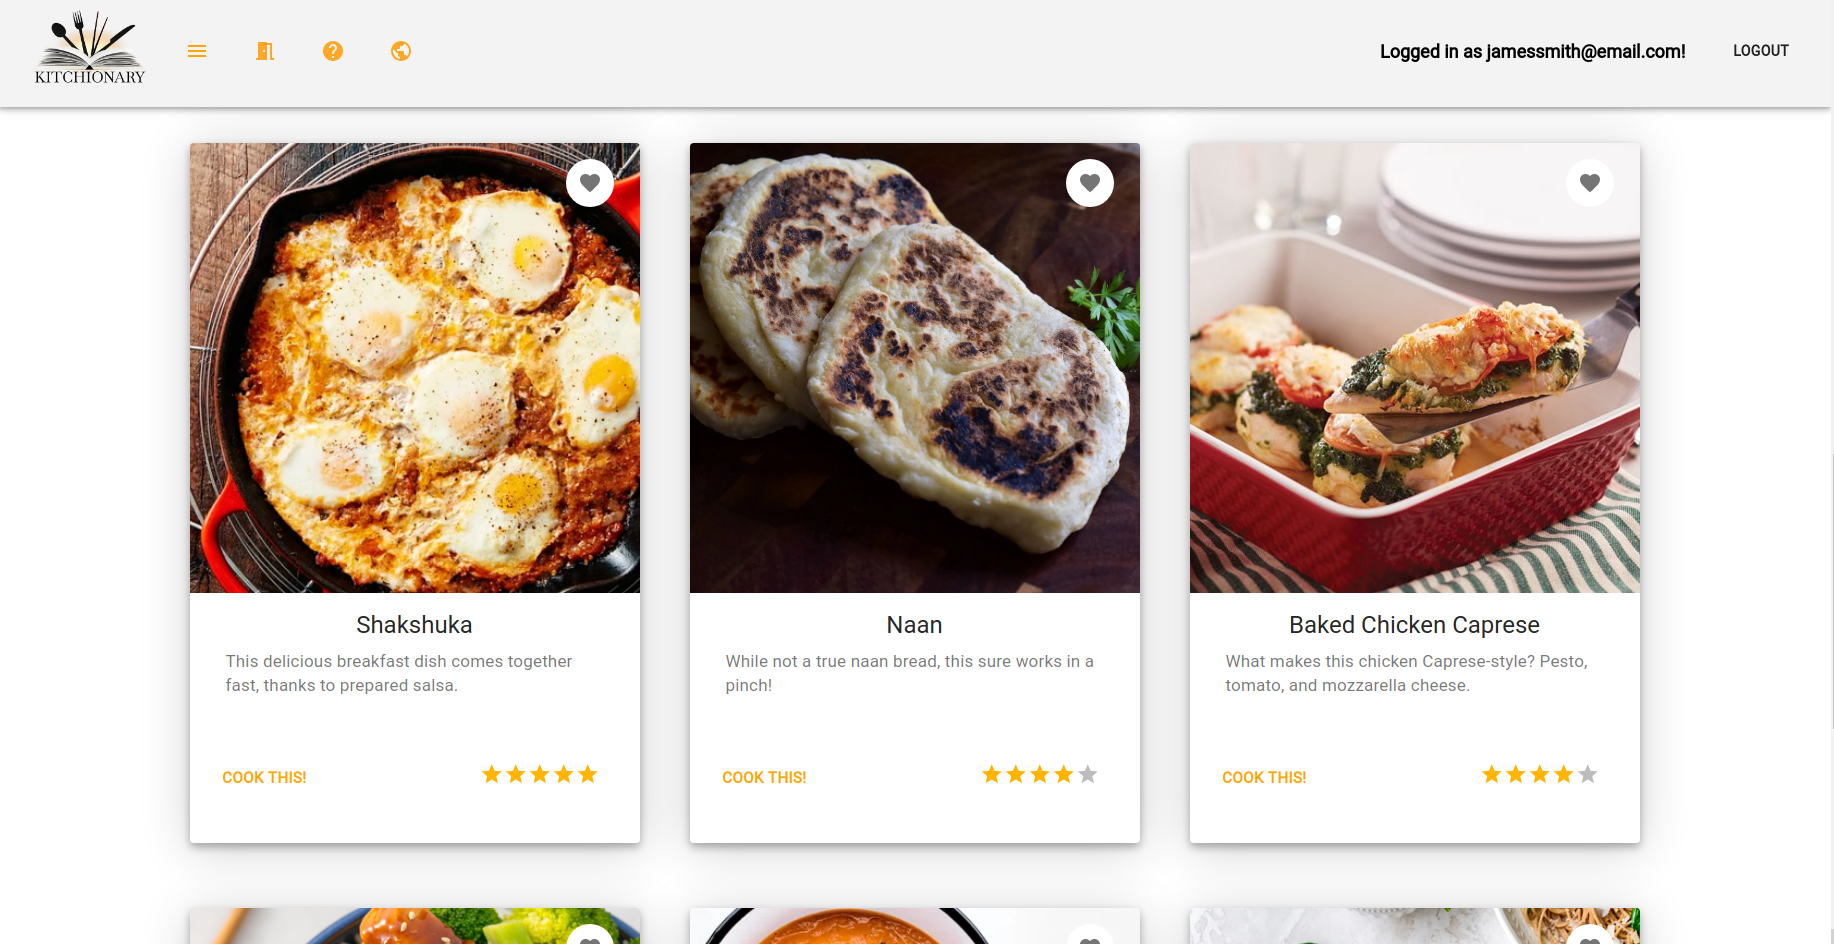 KITCHIONARY
Logged in as jamessmith@email.com!
LOGOUT
Shakshuka
This delicious breakfast dish comes together
fast, thanks to prepared salsa.
COOK THIS!
Naan
While not a true naan bread, this sure works in a
pinch!
COOK THIS!
Baked Chicken Caprese
What makes this chicken Caprese-style? Pesto,
tomato, and mozzarella cheese.
COOK THIS!